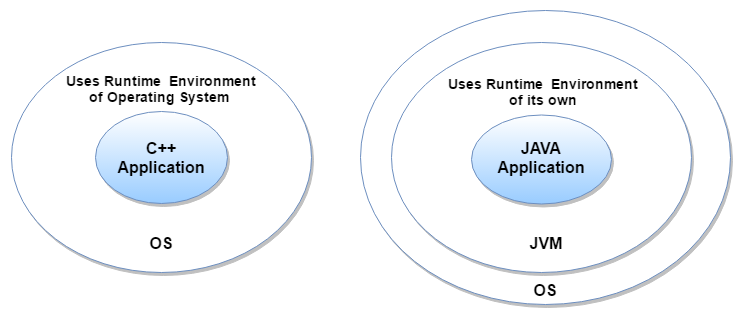 Uses Runtime Environment
of Operating System
C++
Application
OS
Uses Runtime Environment
of its own
JAVA
Application
JVM
OS